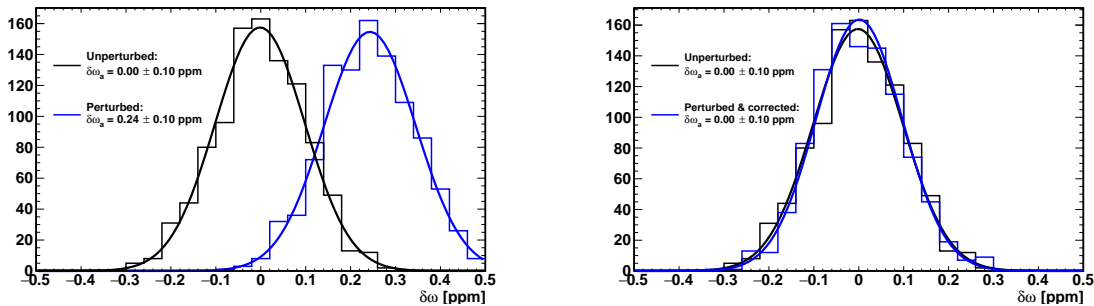 160
140
120
100
80
60
40
20
0
Unperturbed:
δωₐ = 0.00 ± 0.10 ppm
Perturbed:
δωₐ = 0.24 ± 0.10 ppm
−0.5 −0.4 −0.3 −0.2 −0.1 0 0.1 0.2 0.3 0.4 0.5
δω [ppm]
160
140
120
100
80
60
40
20
0
Unperturbed:
δωₐ = 0.00 ± 0.10 ppm
Perturbed & corrected:
δωₐ = 0.00 ± 0.10 ppm
−0.5 −0.4 −0.3 −0.2 −0.1 0 0.1 0.2 0.3 0.4 0.5
δω [ppm]